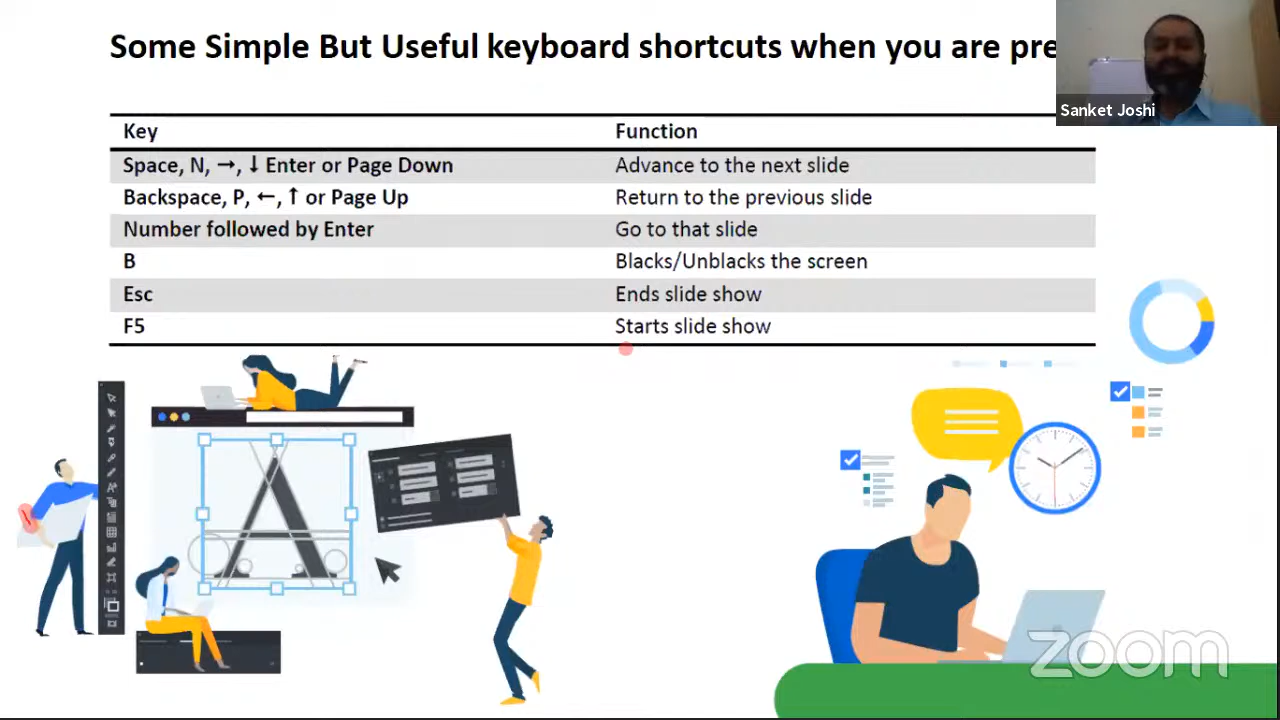 Some Simple But Useful keyboard shortcuts when you are pre
Sanket Joshi
Key Function
Space, N, →, ↓ Enter or Page Down Advance to the next slide
Backspace, P, ←, ↑ or Page Up Return to the previous slide
Number followed by Enter Go to that slide
B Blacks/Unblacks the screen
Esc Ends slide show
F5 Starts slide show
A
zoom